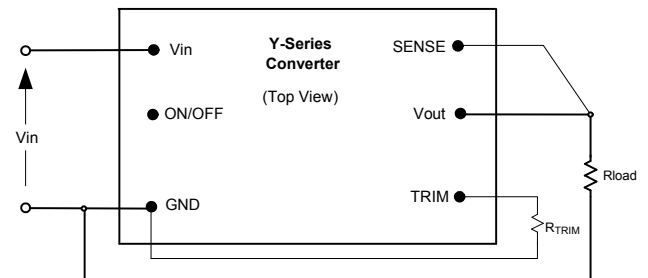 Y-Series
Converter
(Top View)
Vin
ON/OFF
GND
SENSE
Vout
TRIM
Vin
Rload
RTRIM